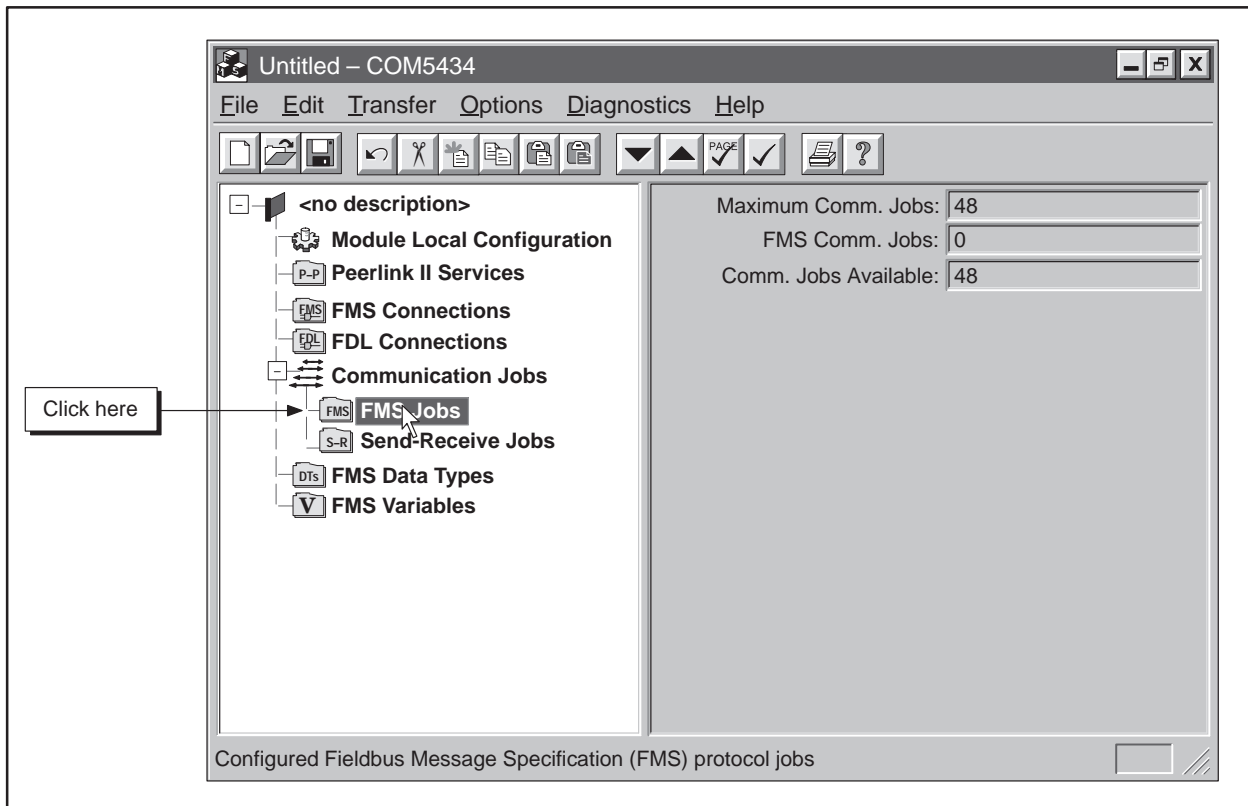 Untitled – COM5434
File Edit Transfer Options Diagnostics Help
PAGE
<no description>
Module Local Configuration
P–P Peerlink II Services
FMS FMS Connections
FDL FDL Connections
Communication Jobs
Click here
FMS FMS Jobs
S–R Send-Receive Jobs
DTs FMS Data Types
V FMS Variables
Maximum Comm. Jobs: 48
FMS Comm. Jobs: 0
Comm. Jobs Available: 48
Configured Fieldbus Message Specification (FMS) protocol jobs